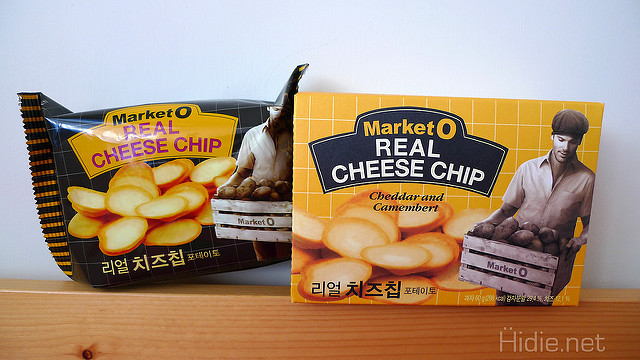 Market O
REAL
CHEESE CHIP
Market O
리얼 치즈칩 포테이토
Market O
REAL
CHEESE CHIP
Cheddar and
Camembert
Market O
리얼 치즈칩 포테이토
Hidie.net